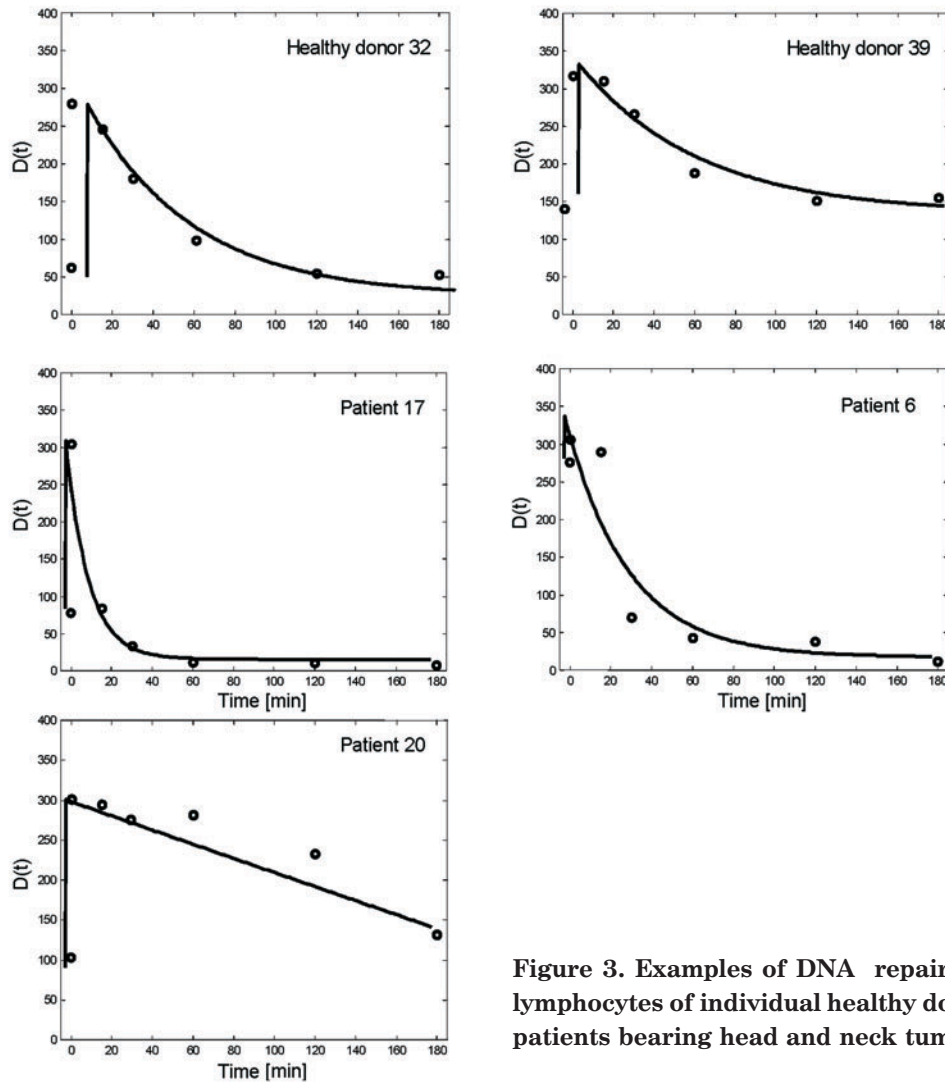 Healthy donor 32
D(t)
400
350
300
250
200
150
100
50
0
0 20 40 60 80 100 120 140 160 180
Healthy donor 39
D(t)
400
350
300
250
200
150
100
50
0
0 20 40 60 80 100 120 140 160 180
Patient 17
D(t)
400
350
300
250
200
150
100
50
0
0 20 40 60 80 100 120 140 160 180
Time [min]
Patient 6
D(t)
400
350
300
250
200
150
100
50
0
0 20 40 60 80 100 120 140 160 180
Time [min]
Patient 20
D(t)
400
350
300
250
200
150
100
50
0
0 20 40 60 80 100 120 140 160 180
Time [min]
Figure 3. Examples of DNA repair
lymphocytes of individual healthy do
patients bearing head and neck tum